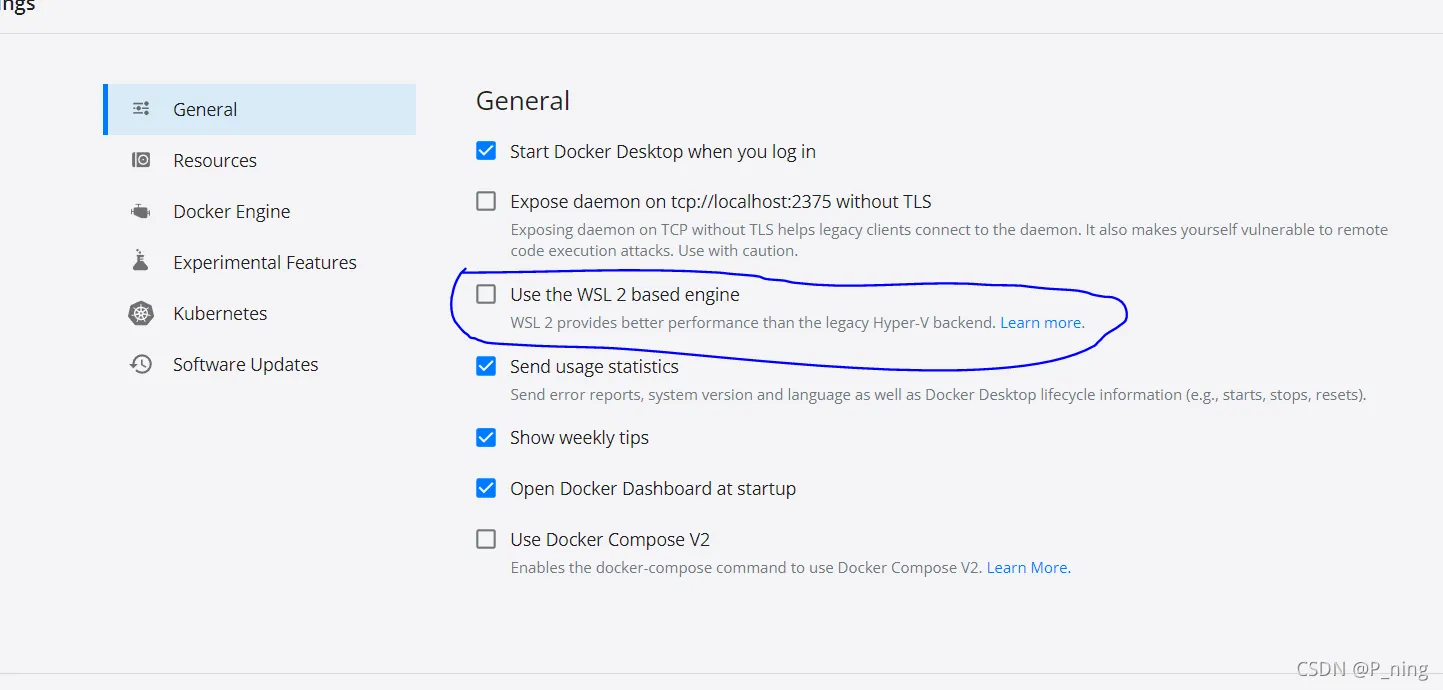 General
Resources
Docker Engine
Experimental Features
Kubernetes
Software Updates
General
Start Docker Desktop when you log in
Expose daemon on tcp://localhost:2375 without TLS
Exposing daemon on TCP without TLS helps legacy clients connect to the daemon. It also makes yourself vulnerable to remote
code execution attacks. Use with caution.
Use the WSL 2 based engine
WSL 2 provides better performance than the legacy Hyper-V backend. Learn more.
Send usage statistics
Send error reports, system version and language as well as Docker Desktop lifecycle information (e.g., starts, stops, resets).
Show weekly tips
Open Docker Dashboard at startup
Use Docker Compose V2
Enables the docker-compose command to use Docker Compose V2. Learn More.
CSDN @P_ning